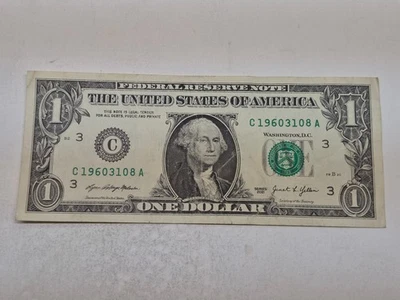 FEDERAL RESERVE NOTE
THE UNITED STATES OF AMERICA
1
1
THIS NOTE IS LEGAL TENDER
FOR ALL DEBTS, PUBLIC AND PRIVATE
C 19603108 A
3
C
WASHINGTON, D.C.
3
C 19603108 A
3
SERIES
3
1
ONE DOLLAR
1